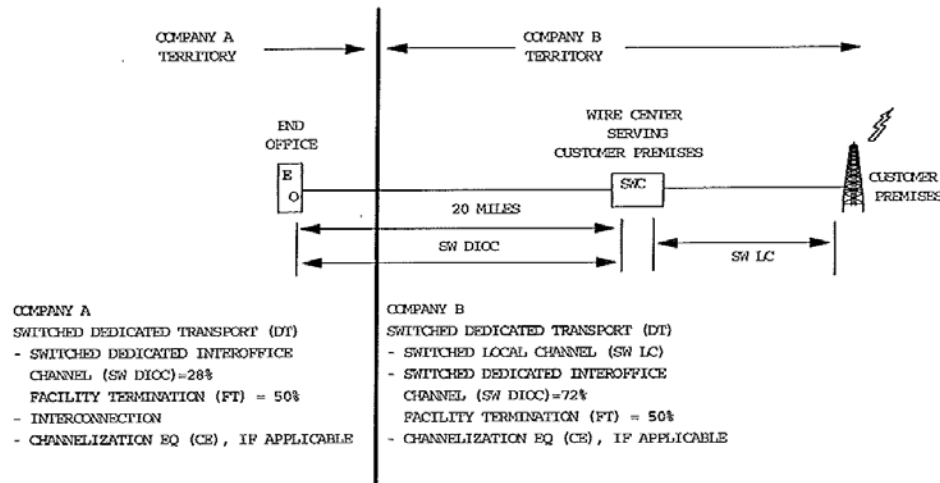 COMPANY A
TERRITORY
COMPANY B
TERRITORY
END
OFFICE
WIRE CENTER
SERVING
CUSTOMER PREMISES
E
O
SWC
CUSTOMER
PREMISES
20 MILES
SW DIOC
SW LC
COMPANY A
SWITCHED DEDICATED TRANSPORT (DT)
- SWITCHED DEDICATED INTEROFFICE
CHANNEL (SW DIOC)=28%
FACILITY TERMINATION (FT) = 50%
- INTERCONNECTION
- CHANNELIZATION EQ (CE), IF APPLICABLE
COMPANY B
SWITCHED DEDICATED TRANSPORT (DT)
- SWITCHED LOCAL CHANNEL (SW LC)
- SWITCHED DEDICATED INTEROFFICE
CHANNEL (SW DIOC)=72%
FACILITY TERMINATION (FT) = 50%
- CHANNELIZATION EQ (CE), IF APPLICABLE